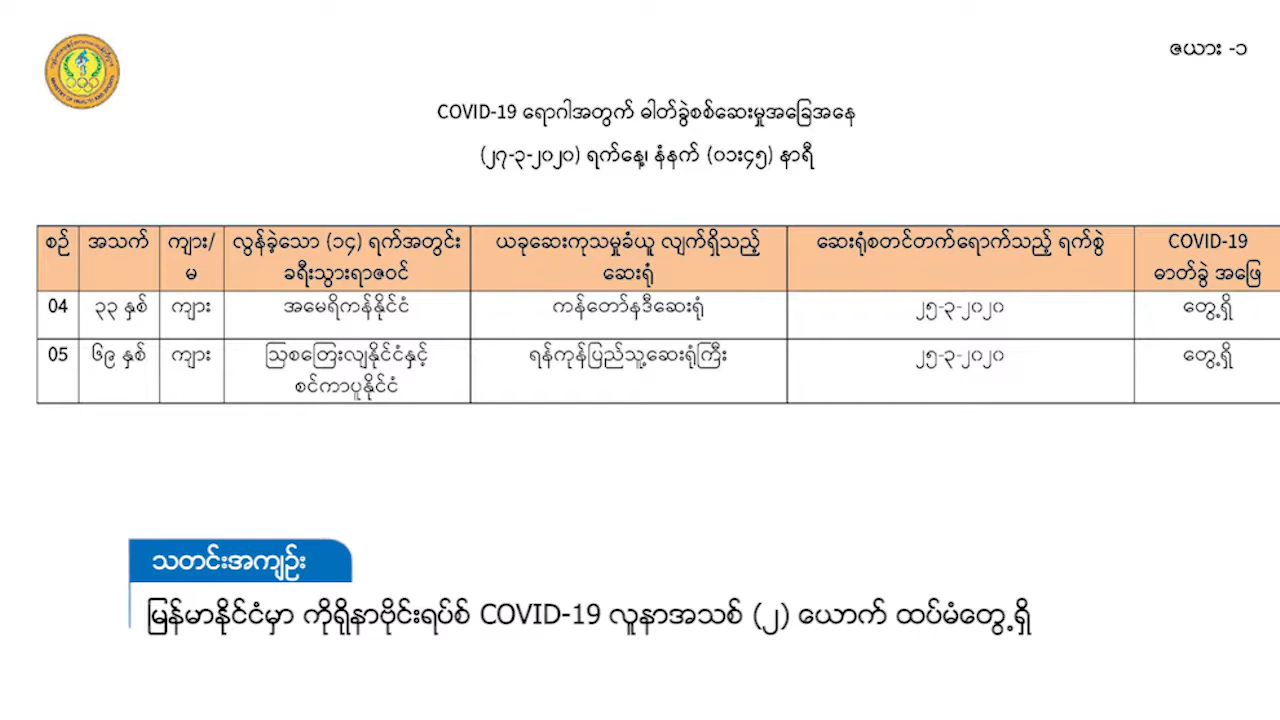 ဇယား -၁
COVID-19 ရောဂါအတွက် ဓါတ်ခွဲစစ်ဆေးမှုအခြေအနေ
(၂၇-၃-၂၀၂၀) ရက်နေ့၊ နံနက် (၀၁း၄၅) နာရီ
စဉ် အသက် ကျား/မ လွန်ခဲ့သော (၁၄) ရက်အတွင်း ခရီးသွားရာဇဝင် ယခုဆေးကုသမှုခံယူ လျက်ရှိသည့် ဆေးရုံ ဆေးရုံစတင်တက်ရောက်သည့် ရက်စွဲ COVID-19 ဓာတ်ခွဲ အဖြေ
04 ၃၃ နှစ် ကျား အမေရိကန်နိုင်ငံ ကန်တော်နဒီဆေးရုံ ၂၅-၃-၂၀၂၀ တွေ့ရှိ
05 ၆၉ နှစ် ကျား ဩစတြေးလျနိုင်ငံနှင့် စင်ကာပူနိုင်ငံ ရန်ကုန်ပြည်သူ့ဆေးရုံကြီး ၂၅-၃-၂၀၂၀ တွေ့ရှိ
သတင်းအကျဉ်း
မြန်မာနိုင်ငံမှာ ကိုရိုနာဗိုင်းရပ်စ် COVID-19 လူနာအသစ် (၂) ယောက် ထပ်မံတွေ့ရှိ